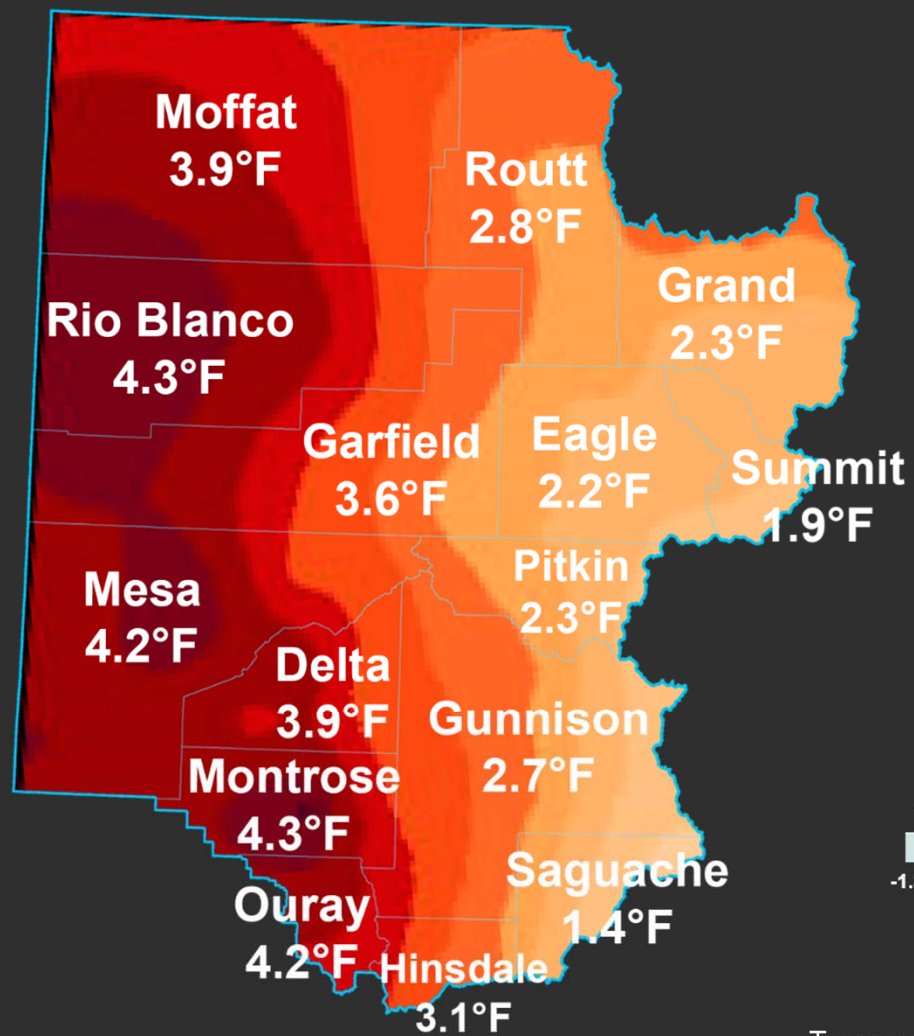 Moffat
3.9°F
Routt
2.8°F
Grand
2.3°F
Rio Blanco
4.3°F
Garfield
3.6°F
Eagle
2.2°F
Summit
1.9°F
Pitkin
2.3°F
Mesa
4.2°F
Delta
3.9°F
Gunnison
2.7°F
Montrose
4.3°F
-1.
Saguache
1.4°F
Ouray
4.2°F
Hinsdale
3.1°F